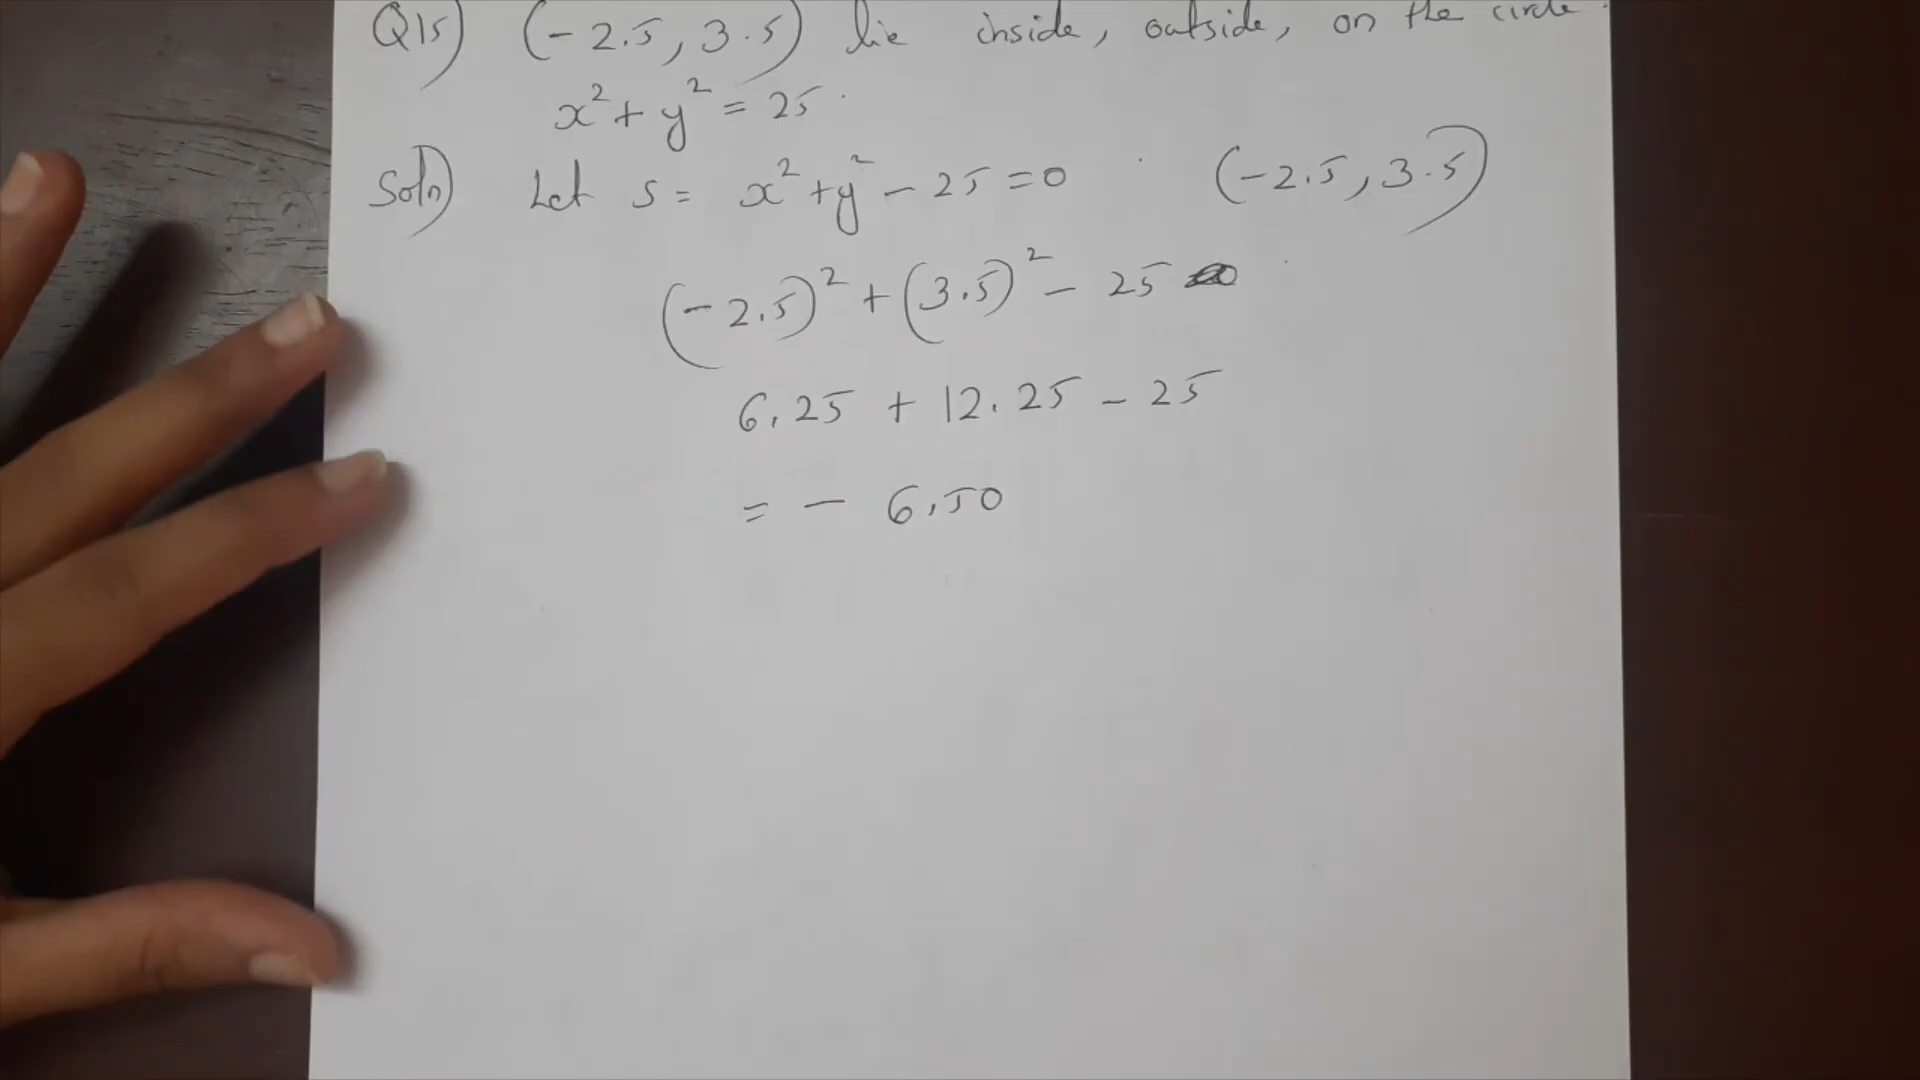 Q15) (-2.5, 3.5) lie inside, outside, on the circle.
x² + y² = 25.
Soln) Let S = x² + y² - 25 = 0 (-2.5, 3.5)
(-2.5)² + (3.5)² - 25
6.25 + 12.25 - 25
= - 6.50